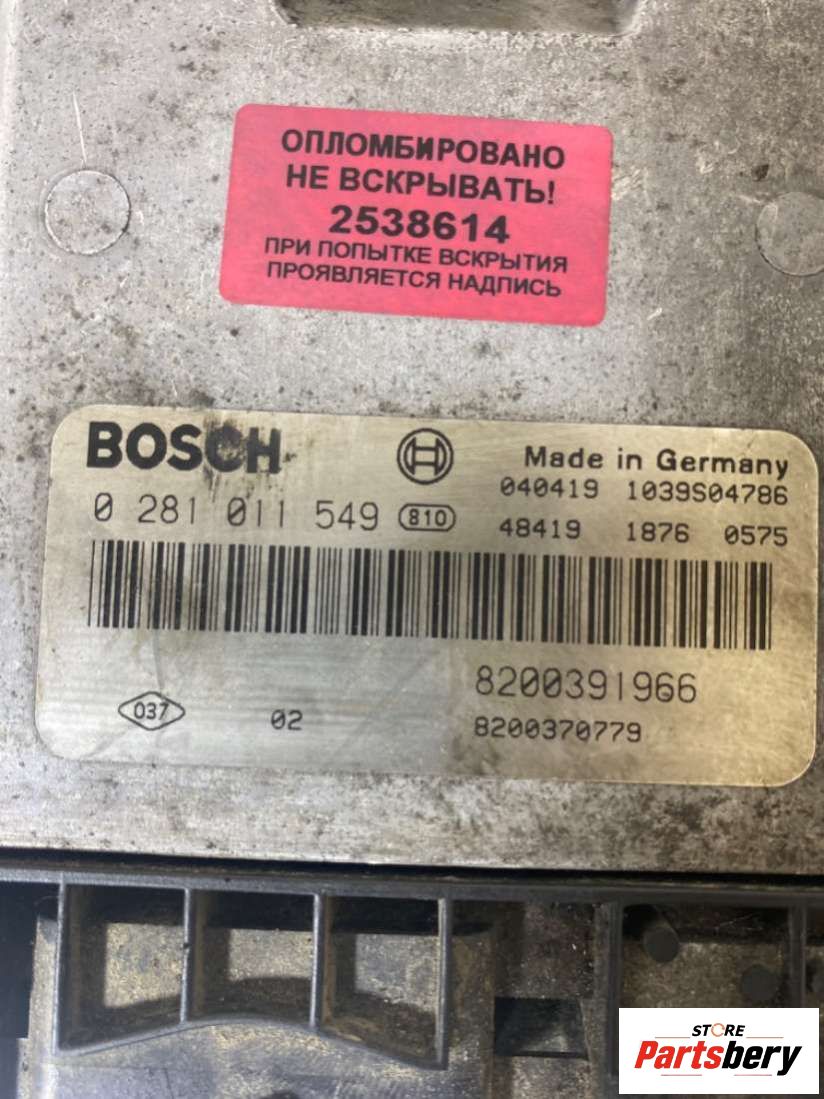 ОПЛОМБИРОВАНО
НЕ ВСКРЫВАТЬ!
2538614
ПРИ ПОПЫТКЕ ВСКРЫТИЯ
ПРОЯВЛЯЕТСЯ НАДПИСЬ
BOSCH
Made in Germany
040419 1039S04786
0 281 011 549 810
48419 1876 0575
8200391966
037 02
8200370779
STORE
Partsbery